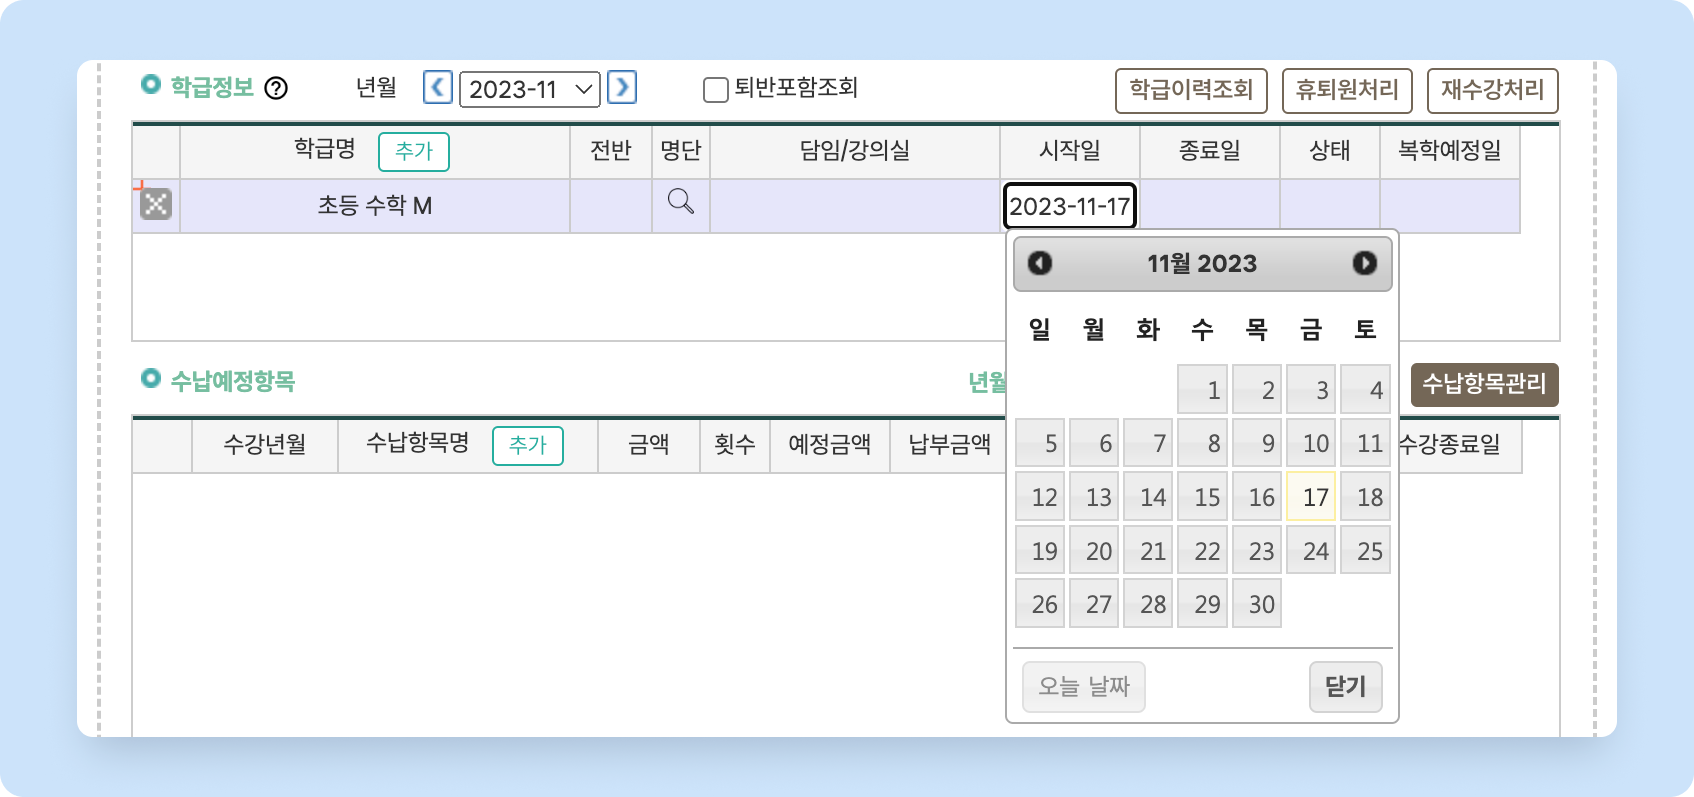 학급정보 ? 년월 2023-11 퇴반포함조회 학급이력조회 휴퇴원처리 재수강처리
학급명 추가 전반 명단 담임/강의실 시작일 종료일 상태 복학예정일
초등 수학 M 2023-11-17
11월 2023
일 월 화 수 목 금 토
1 2 3 4
5 6 7 8 9 10 11
12 13 14 15 16 17 18
19 20 21 22 23 24 25
26 27 28 29 30
오늘 날짜 닫기
수납예정항목 년월 수납항목관리
수강년월 수납항목명 추가 금액 횟수 예정금액 납부금액 수강종료일